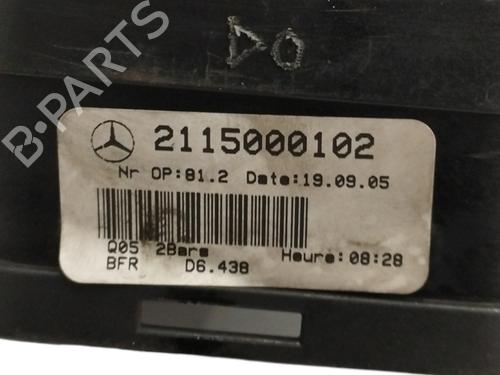 DO
B-PARTS
2115000102
Nr OP:81.2 Date:19.09.05
Q05 2Bars Heure:08:28
BFR D6.438